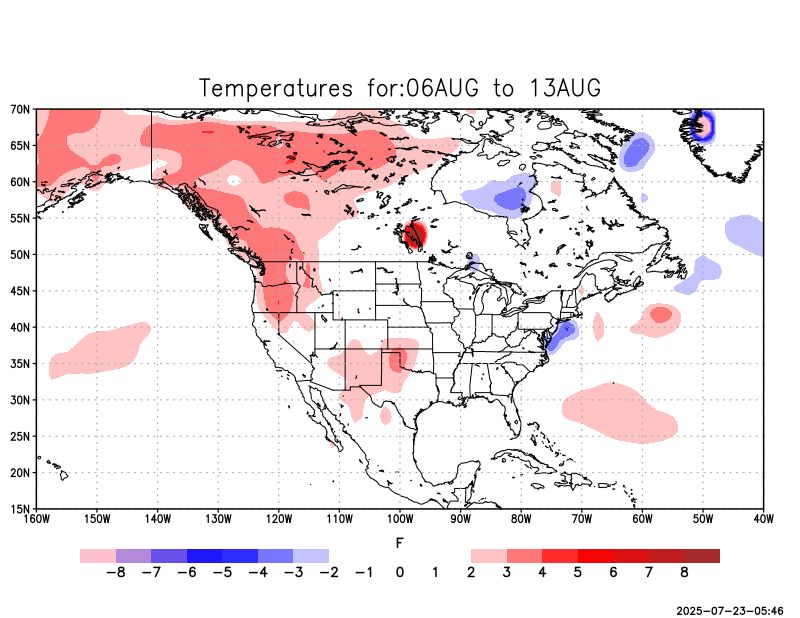 Temperatures for:06AUG to 13AUG
70N
65N
60N
55N
50N
45N
40N
35N
30N
25N
20N
15N
160W 150W 140W 130W 120W 110W 100W 90W 80W 70W 60W 50W 40W
F
−8 −7 −6 −5 −4 −3 −2 −1 0 1 2 3 4 5 6 7 8
2025-07-23-05:46